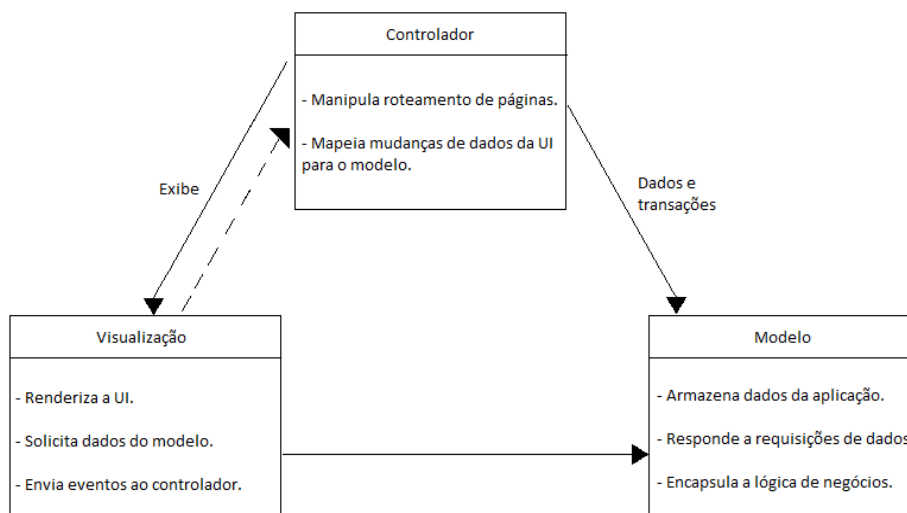 Controlador
- Manipula roteamento de páginas.
- Mapeia mudanças de dados da UI
para o modelo.
Exibe
Dados e
transações
Visualização
- Renderiza a UI.
- Solicita dados do modelo.
- Envia eventos ao controlador.
Modelo
- Armazena dados da aplicação.
- Responde a requisições de dados
- Encapsula a lógica de negócios.